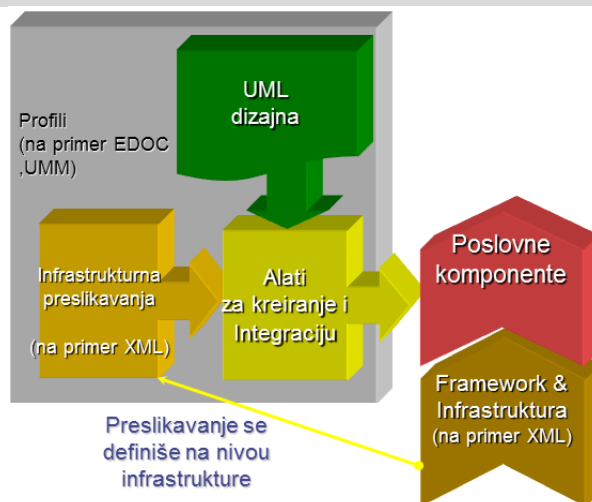 UML
dizajna
Profili
(na primer EDOC
,UMM)
Infrastrukturna
preslikavanja
(na primer XML)
Alati
za kreiranje i
Integraciju
Poslovne
komponente
Framework &
Infrastruktura
(na primer XML)
Preslikavanje se
definiše na nivou
infrastrukture